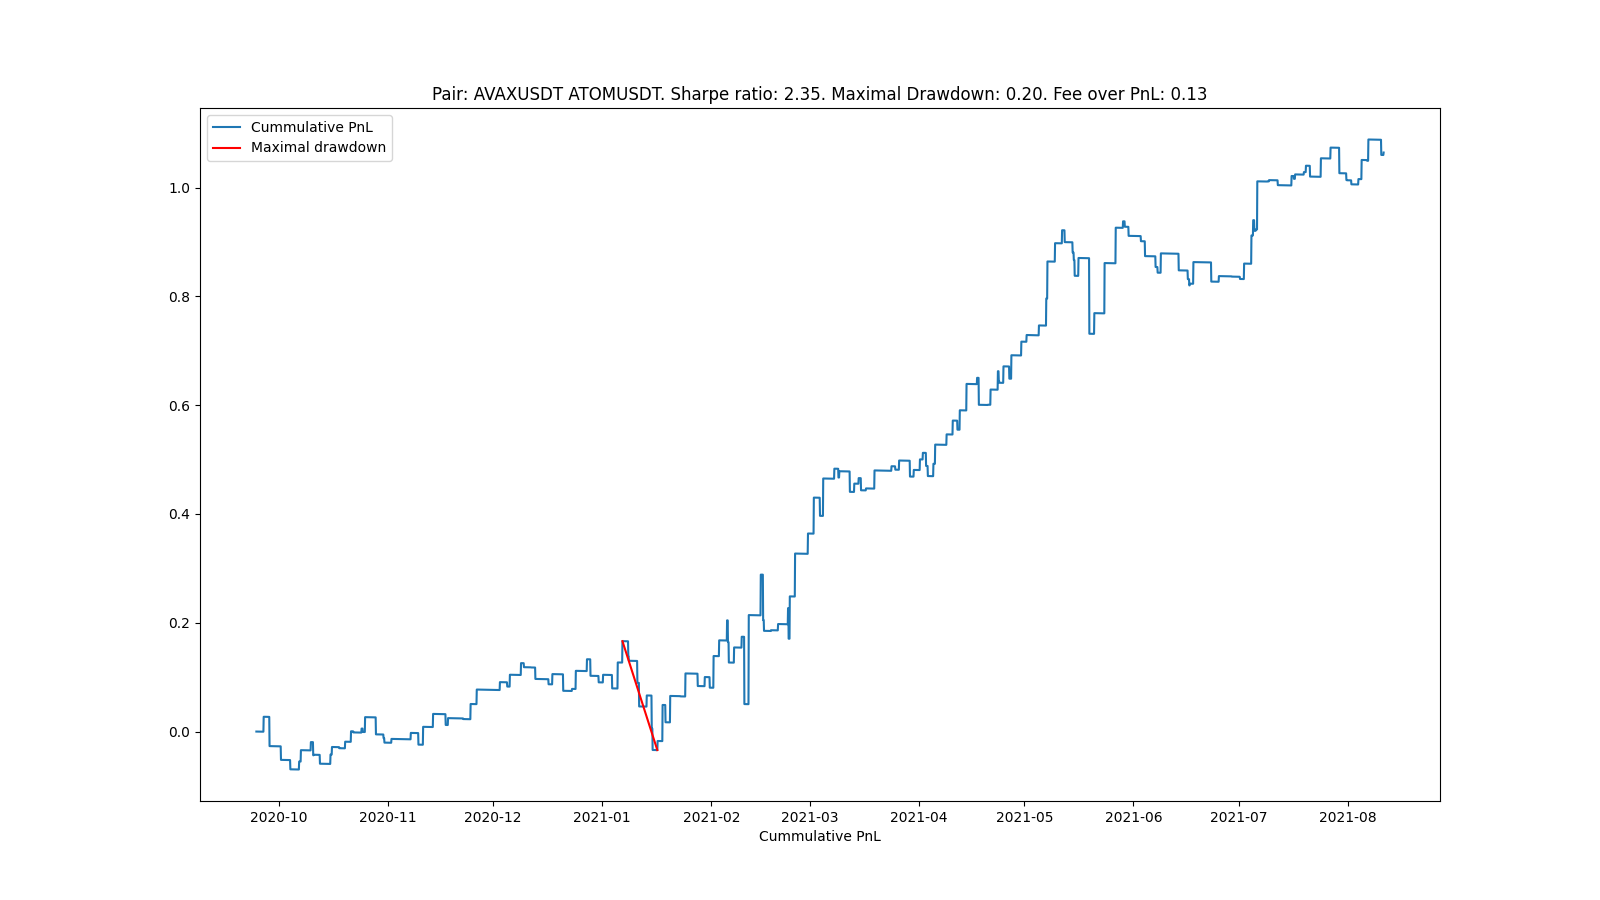 Pair: AVAXUSDT ATOMUSDT. Sharpe ratio: 2.35. Maximal Drawdown: 0.20. Fee over PnL: 0.13
Cummulative PnL
Maximal drawdown
1.0
0.8
0.6
0.4
0.2
0.0
2020-10 2020-11 2020-12 2021-01 2021-02 2021-03 2021-04 2021-05 2021-06 2021-07 2021-08
Cummulative PnL